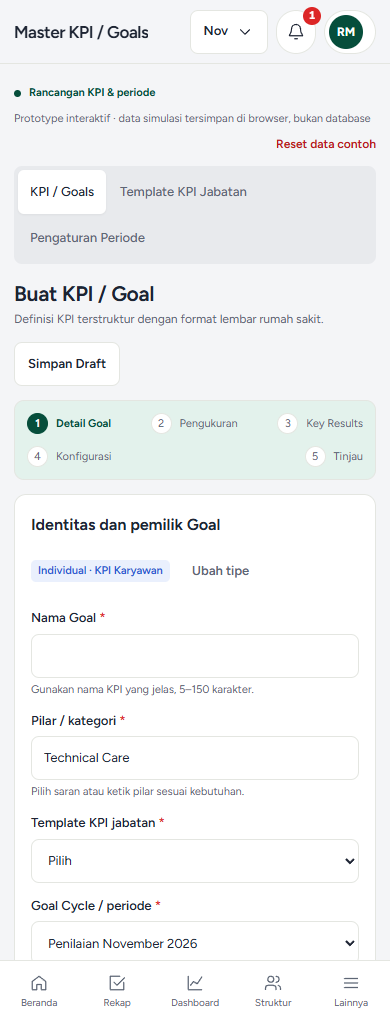 Master KPI / Goals
Nov
1
RM
Rancangan KPI & periode
Prototype interaktif · data simulasi tersimpan di browser, bukan database
Reset data contoh
KPI / Goals
Template KPI Jabatan
Pengaturan Periode
Buat KPI / Goal
Definisi KPI terstruktur dengan format lembar rumah sakit.
Simpan Draft
1 Detail Goal
2 Pengukuran
3 Key Results
4 Konfigurasi
5 Tinjau
Identitas dan pemilik Goal
Individual · KPI Karyawan
Ubah tipe
Nama Goal *
Gunakan nama KPI yang jelas, 5–150 karakter.
Pilar / kategori *
Technical Care
Pilih saran atau ketik pilar sesuai kebutuhan.
Template KPI jabatan *
Pilih
Goal Cycle / periode *
Penilaian November 2026
Beranda
Rekap
Dashboard
Struktur
Lainnya